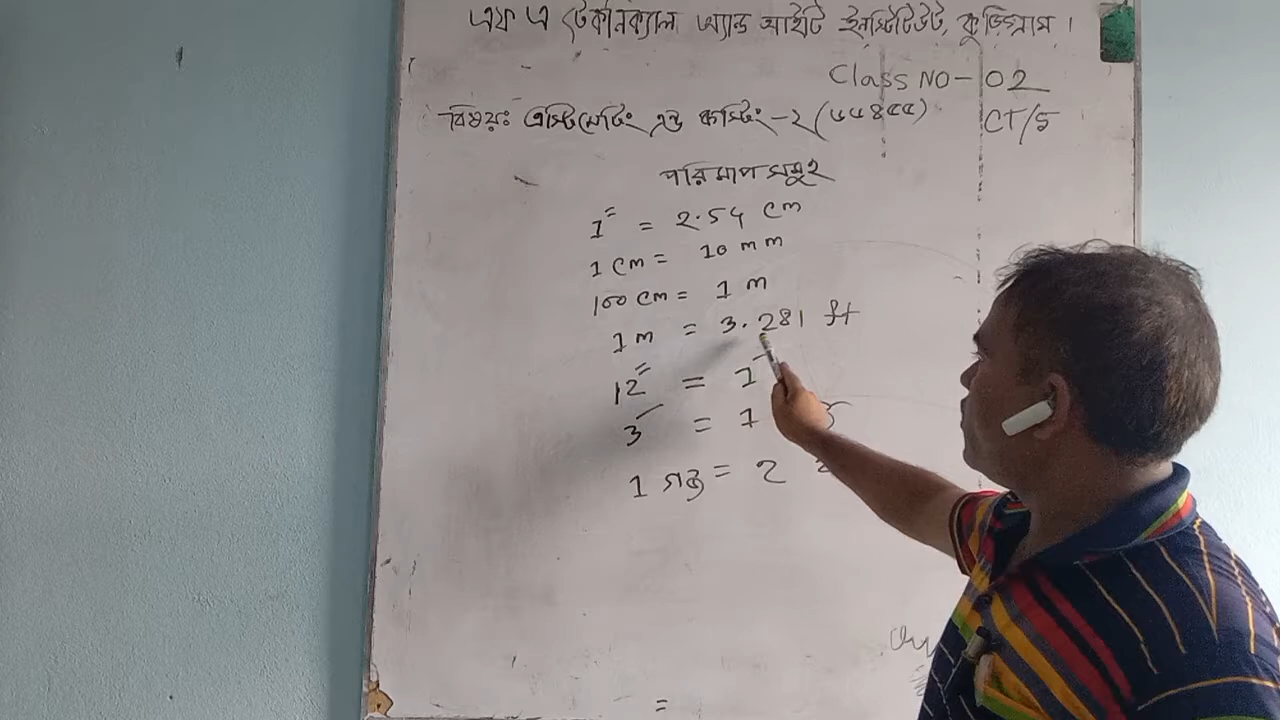 এফ এ টেকনিক্যাল অ্যান্ড আইটি ইনস্টিটিউট, কুড়িগ্রাম।
Class NO - 02
বিষয়ঃ এস্টিমেটিং এন্ড কস্টিং-২ (৬৬৪৫৫) CT/5
পরিমাপ সমূহ
1" = 2.54 cm
1 cm = 10 mm
100 cm = 1 m
1 m = 3.281 ft
12" = 1'
3' = 1
1 গজ = 2
=